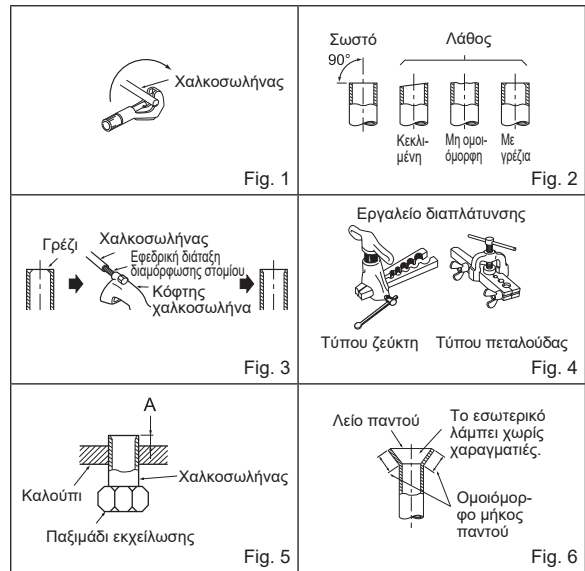 Χαλκοσωλήνας
Fig. 1
Σωστό
Λάθος
90°
Κεκλι-
μένη
Μη ομοι-
όμορφη
Με
γρέζια
Fig. 2
Γρέζι
Χαλκοσωλήνας
Εφεδρική διάταξη
διαμόρφωσης στομίου
Κόφτης
χαλκοσωλήνα
Fig. 3
Εργαλείο διαπλάτυνσης
Τύπου ζεύκτη
Τύπου πεταλούδας
Fig. 4
A
Χαλκοσωλήνας
Καλούπι
Παξιμάδι εκχείλωσης
Fig. 5
Λείο παντού
Το εσωτερικό
λάμπει χωρίς
χαραγματιές.
Ομοιόμορ-
φο μήκος
παντού
Fig. 6